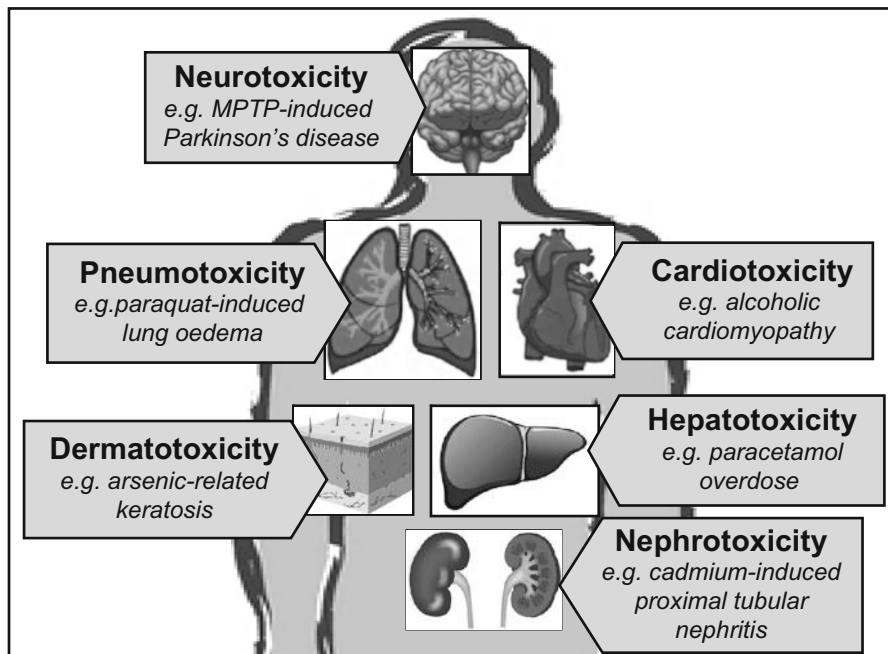 Neurotoxicity
e.g. MPTP-induced
Parkinson's disease
Pneumotoxicity
e.g.paraquat-induced
lung oedema
Cardiotoxicity
e.g. alcoholic
cardiomyopathy
Dermatotoxicity
e.g. arsenic-related
keratosis
Hepatotoxicity
e.g. paracetamol
overdose
Nephrotoxicity
e.g. cadmium-induced
proximal tubular
nephritis